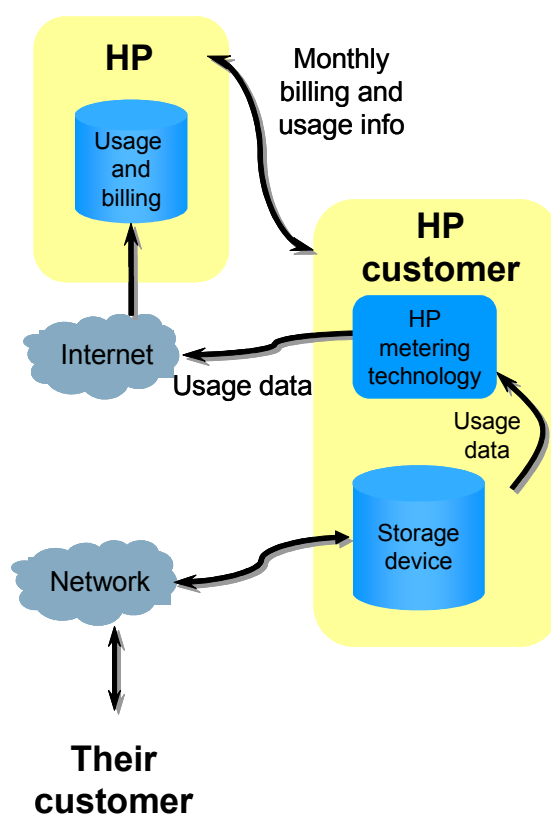 HP
Usage
and
billing
Monthly
billing and
usage info
HP
customer
HP
metering
technology
Internet
Usage data
Usage
data
Storage
device
Network
Their
customer